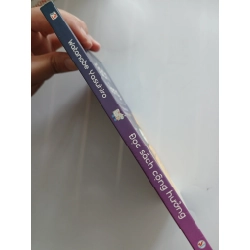 Watanabe Yasuhiro
Đọc sách cộng hưởng